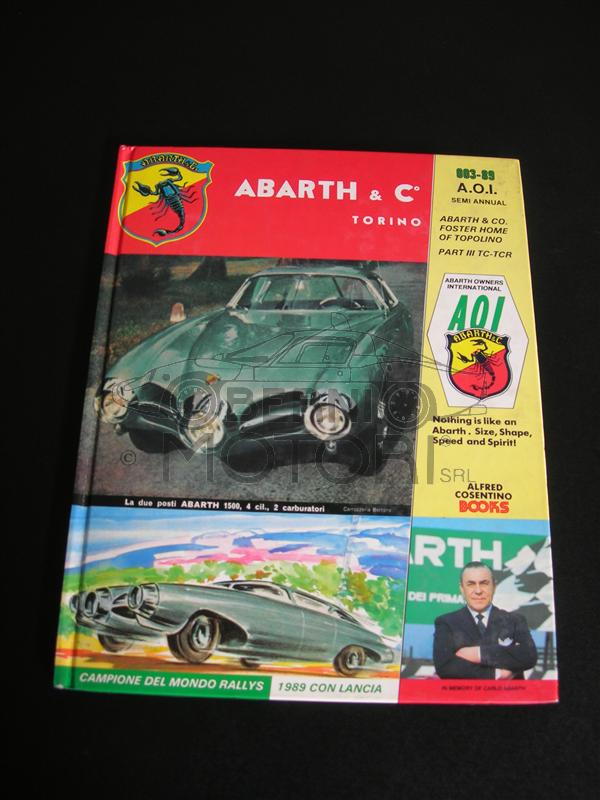 ABARTH & C.
ABARTH & C°
TORINO
003-89
A.O.I.
SEMI ANNUAL
ABARTH & CO.
FOSTER HOME
OF TOPOLINO
PART III TC-TCR
ABARTH OWNERS
INTERNATIONAL
AOI
ABARTH & C.
Nothing is like an
Abarth. Size, Shape,
Speed and Spirit!
ALFRED
COSENTINO
BOOKS
La due posti ABARTH 1500, 4 cil., 2 carburatori
Carrozzeria Bertone
ARTH
DEI PRIMA
CAMPIONE DEL MONDO RALLYS
1989 CON LANCIA
IN MEMORY OF CARLO ABARTH
© OBERNIO
MOTORI SRL